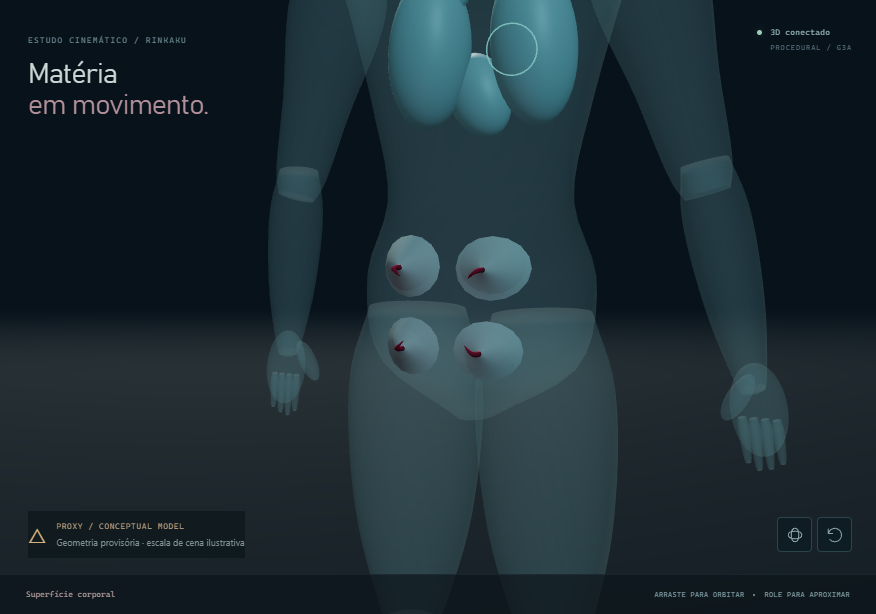 ESTUDO CINEMÁTICO / RINKAKU
Matéria
em movimento.
3D conectado
PROCEDURAL / G3A
PROXY / CONCEPTUAL MODEL
Geometria provisória · escala de cena ilustrativa
Superfície corporal
ARRASTE PARA ORBITAR • ROLE PARA APROXIMAR